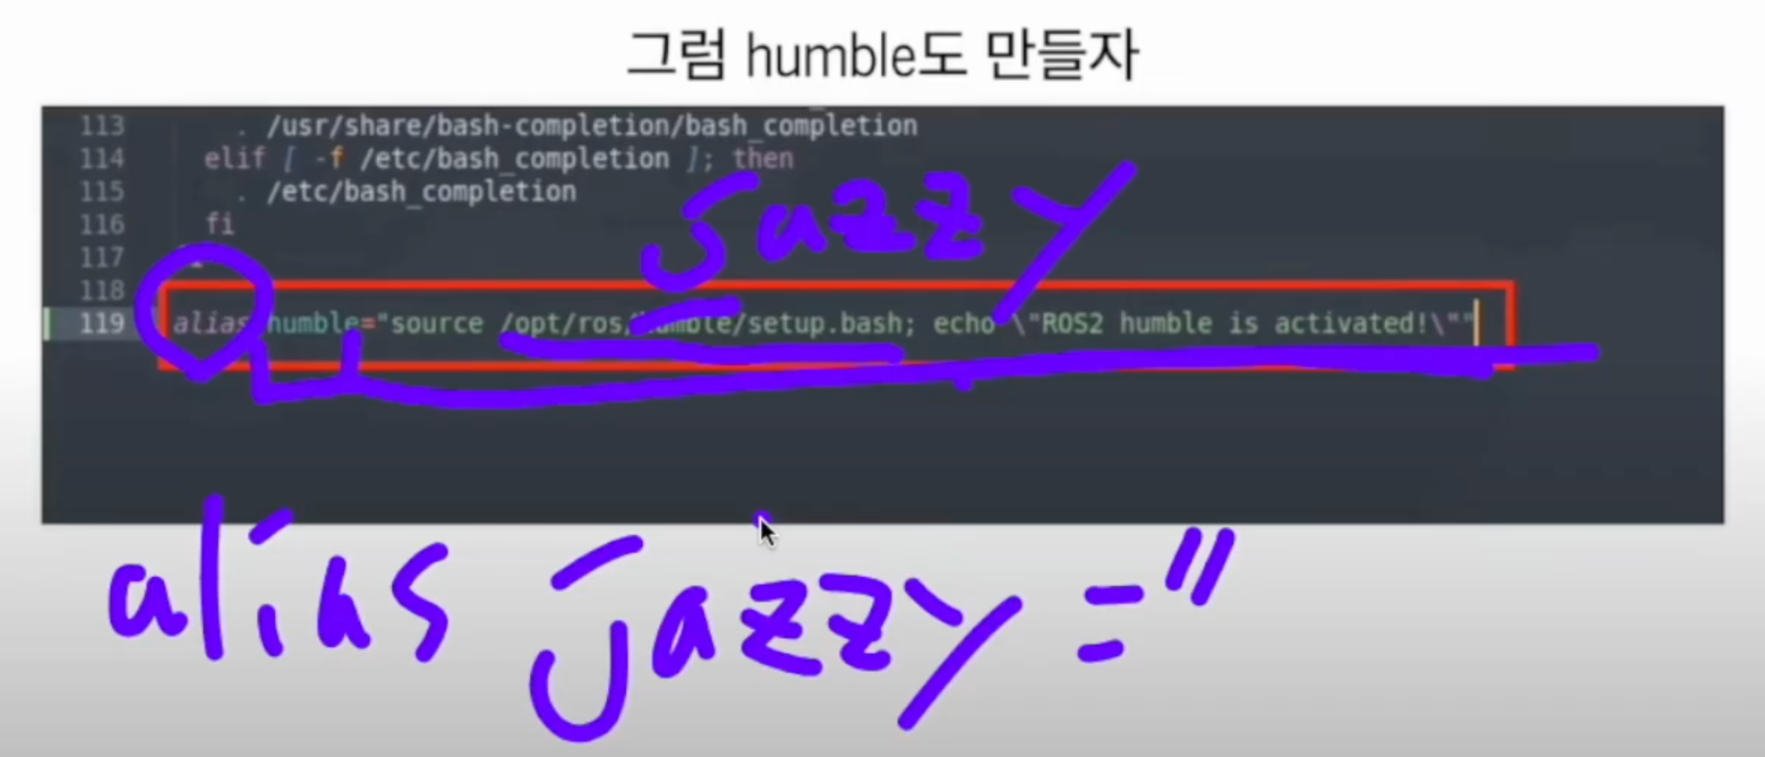 그럼 humble도 만들자
113 . /usr/share/bash-completion/bash_completion
114 elif [ -f /etc/bash_completion ]; then
115 . /etc/bash_completion
116 fi
Jazzy
117
118
119 alias humble="source /opt/ros/humble/setup.bash; echo \"ROS2 humble is activated!\""
alias Jazzy = "